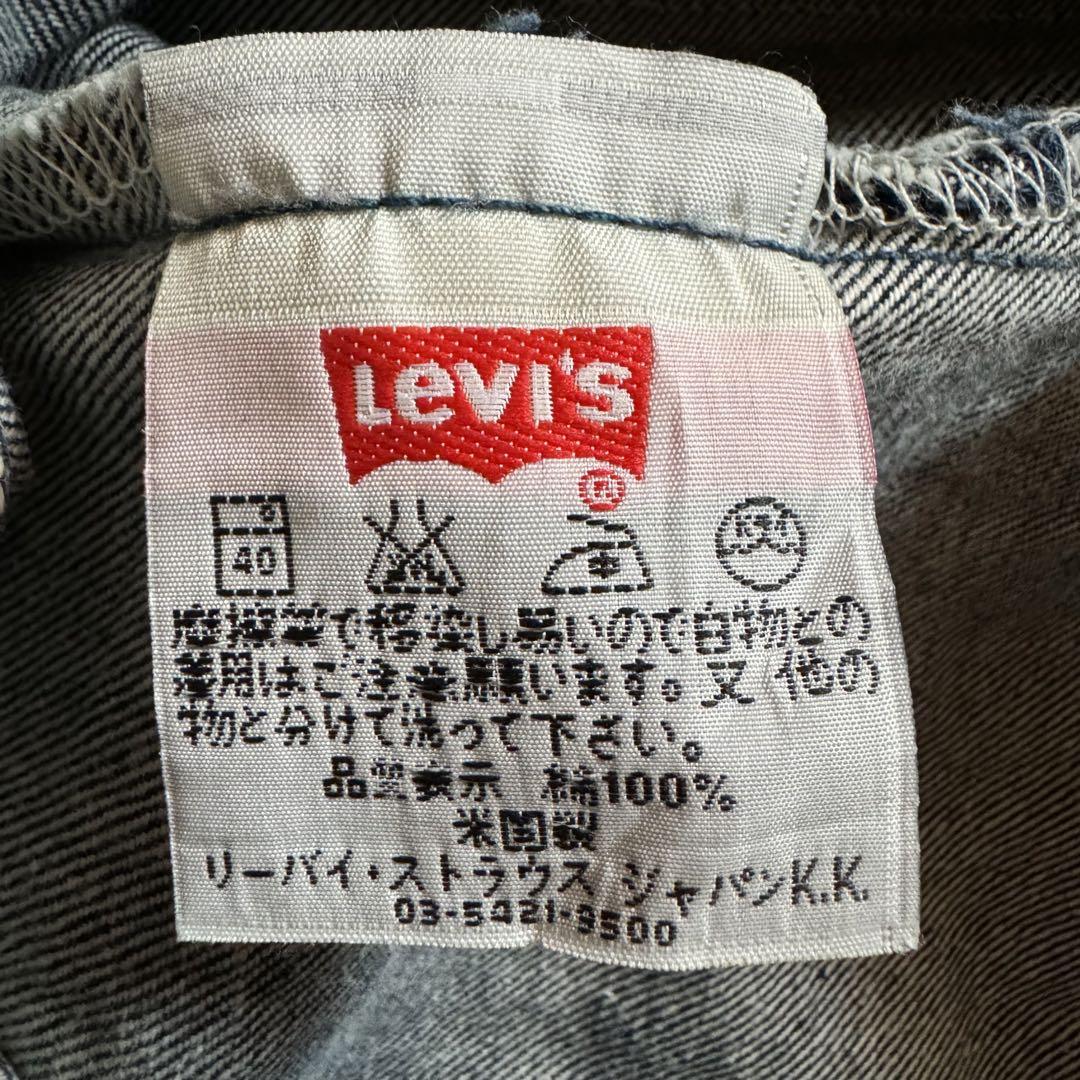 Levi's
®
40
摩擦等で移染し易いので白物との
着用はご注意願います。又 他の
物と分けて洗って下さい。
品質表示 綿100%
米国製
リーバイ・ストラウス ジャパンK.K.
03-5421-3500